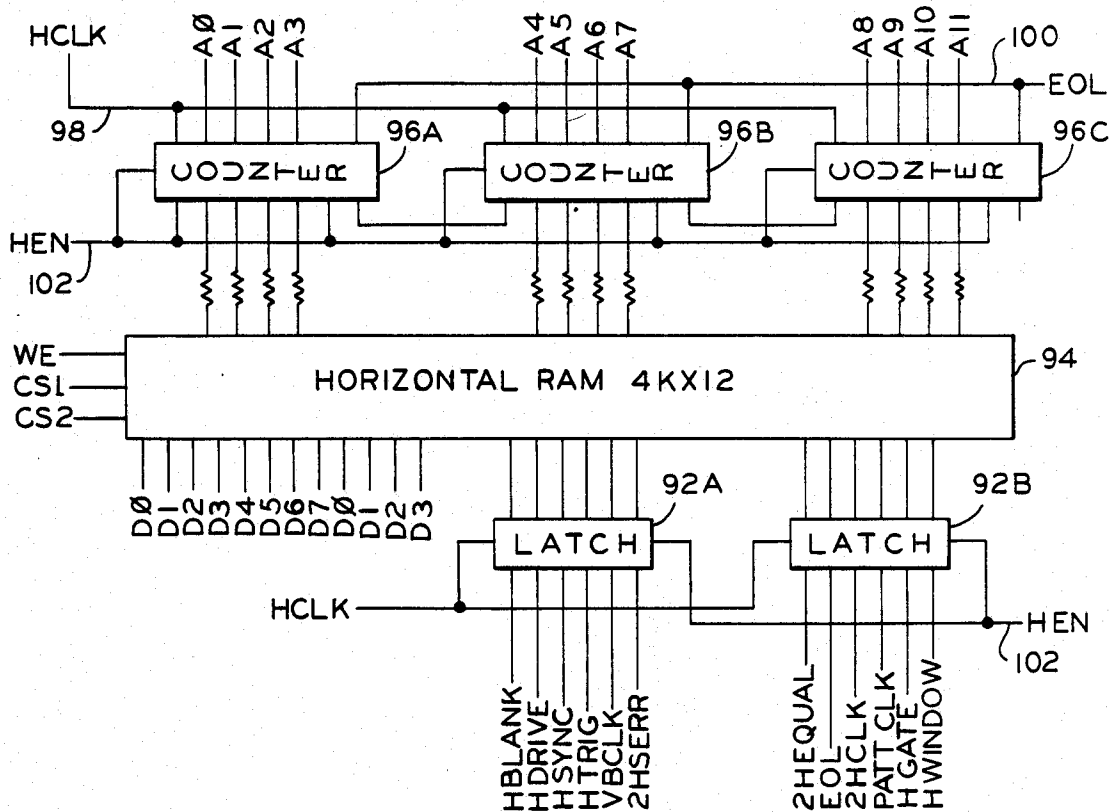 HCLK
AØ A1 A2 A3
A4 A5 A6 A7
A8 A9 A10 A11
100
EOL
98
96A
96B
96C
COUNTER
COUNTER
COUNTER
HEN
102
WE
CS1
CS2
HORIZONTAL RAM 4KX12
94
DØ D1 D2 D3 D4 D5 D6 D7 DØ D1 D2 D3
92A
92B
LATCH
LATCH
HCLK
HEN
102
HBLANK
HDRIVE
HSYNC
HTRIG
VBCLK
2HSERR
2HEQUAL
EOL
2HCLK
PATT CLK
HGATE
HWINDOW